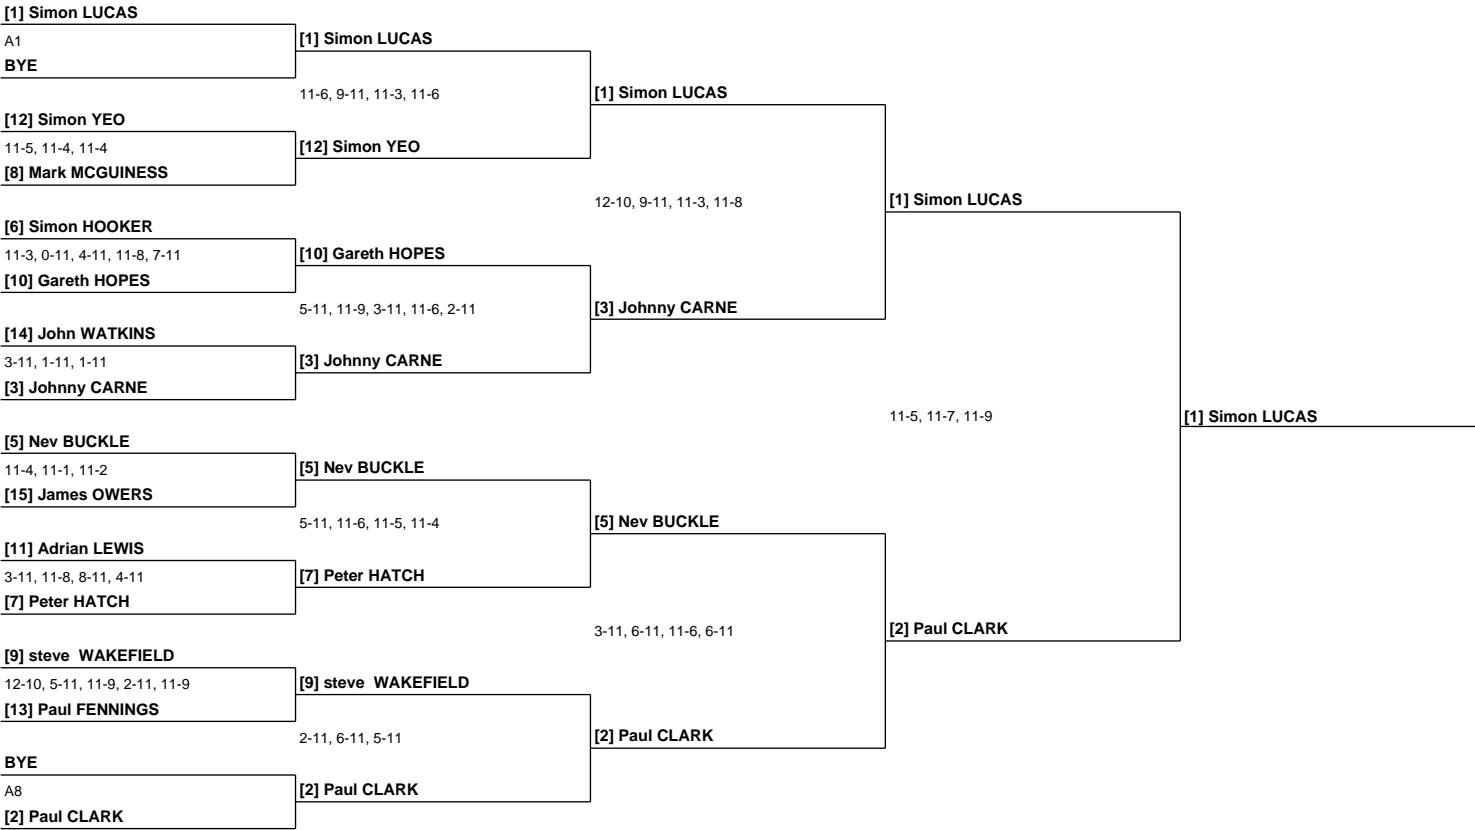 [1] Simon LUCAS
A1
BYE
[12] Simon YEO
11-5, 11-4, 11-4
[8] Mark MCGUINESS
[6] Simon HOOKER
11-3, 0-11, 4-11, 11-8, 7-11
[10] Gareth HOPES
[14] John WATKINS
3-11, 1-11, 1-11
[3] Johnny CARNE
[5] Nev BUCKLE
11-4, 11-1, 11-2
[15] James OWERS
[11] Adrian LEWIS
3-11, 11-8, 8-11, 4-11
[7] Peter HATCH
[9] steve  WAKEFIELD
12-10, 5-11, 11-9, 2-11, 11-9
[13] Paul FENNINGS
BYE
A8
[2] Paul CLARK
[1] Simon LUCAS
11-6, 9-11, 11-3, 11-6
[12] Simon YEO
[10] Gareth HOPES
5-11, 11-9, 3-11, 11-6, 2-11
[3] Johnny CARNE
[5] Nev BUCKLE
5-11, 11-6, 11-5, 11-4
[7] Peter HATCH
[9] steve  WAKEFIELD
2-11, 6-11, 5-11
[2] Paul CLARK
[1] Simon LUCAS
12-10, 9-11, 11-3, 11-8
[3] Johnny CARNE
[5] Nev BUCKLE
3-11, 6-11, 11-6, 6-11
[2] Paul CLARK
[1] Simon LUCAS
11-5, 11-7, 11-9
[2] Paul CLARK
[1] Simon LUCAS